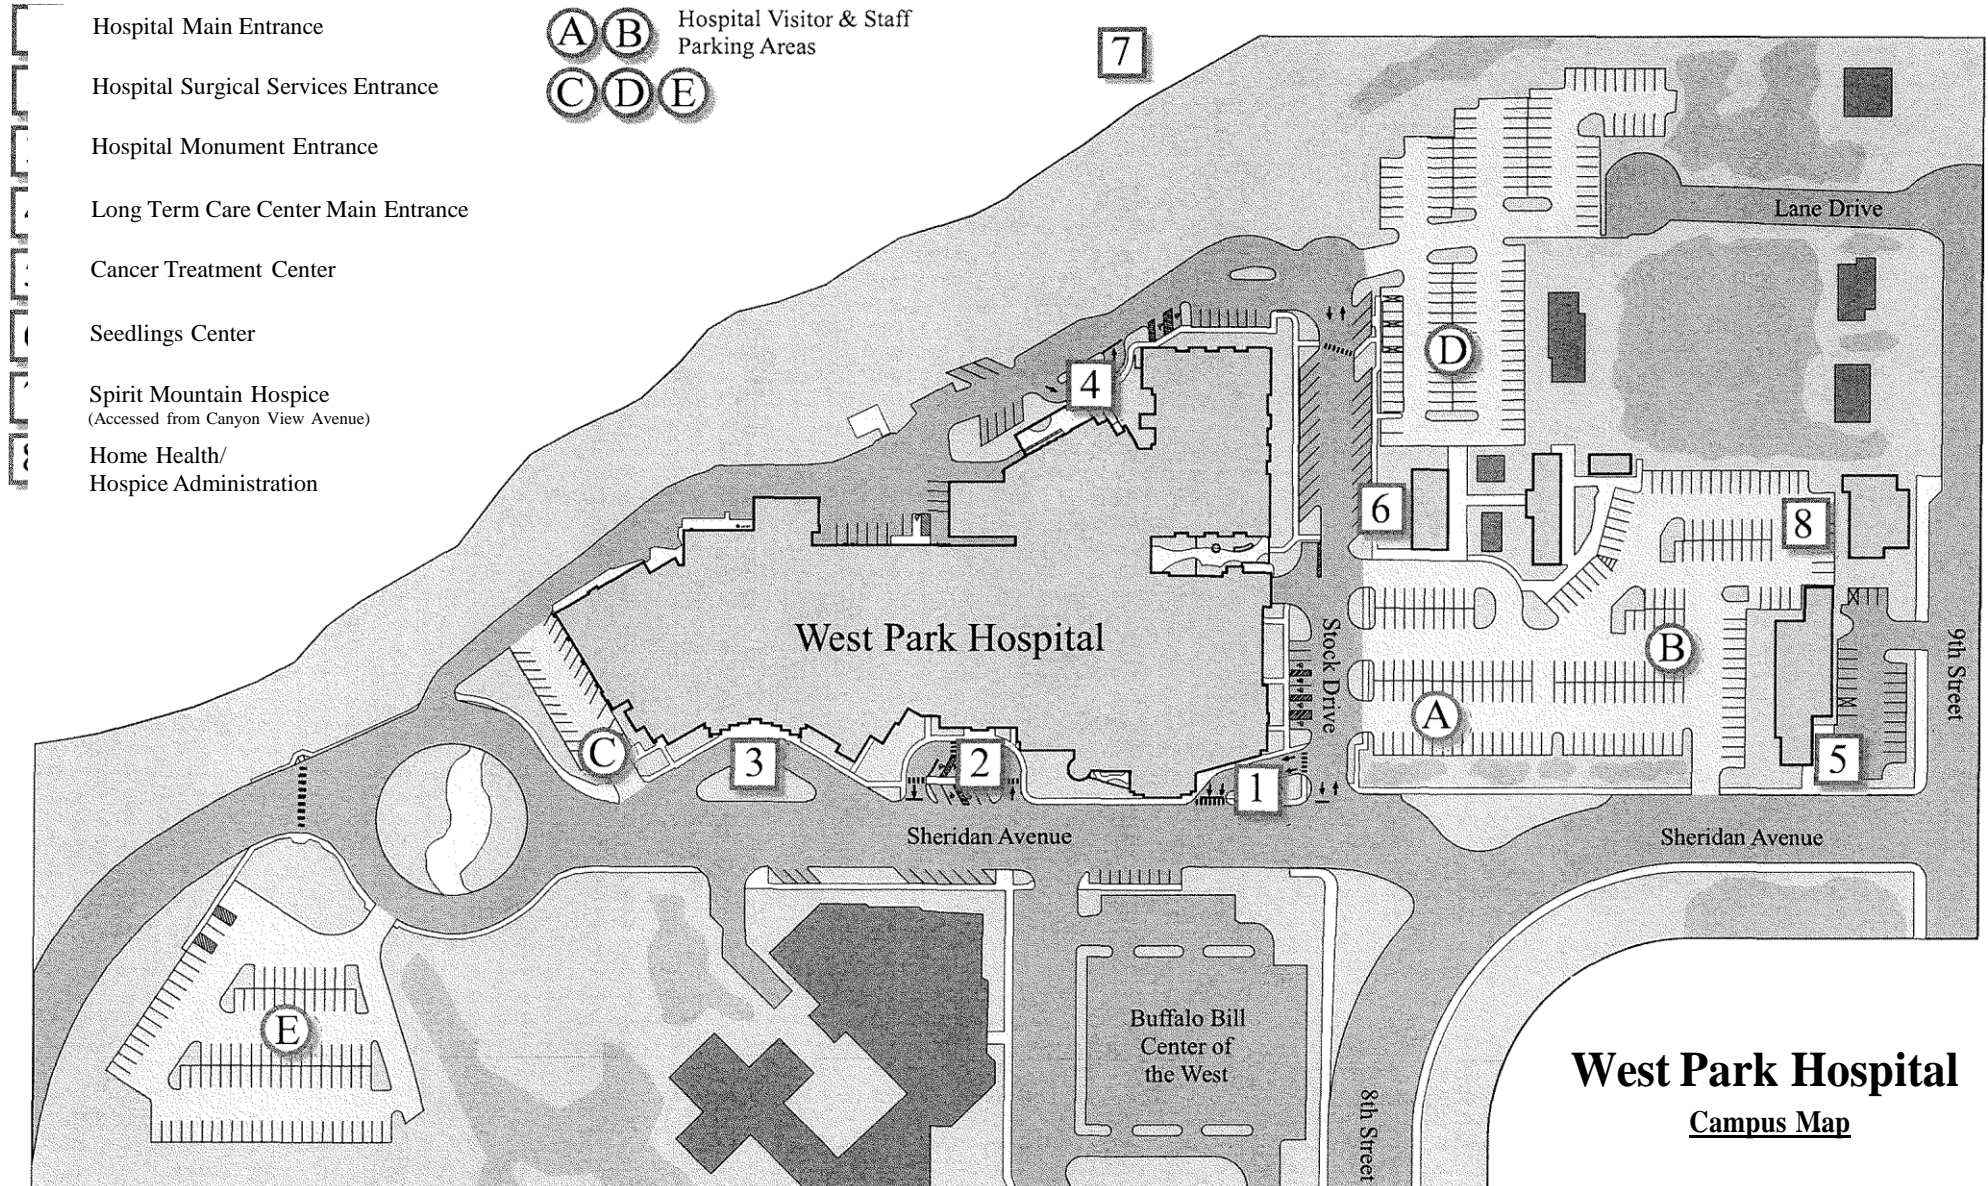 Hospital Main Entrance
Hospital Surgical Services Entrance
Hospital Monument Entrance
Long Term Care Center Main Entrance
Cancer Treatment Center
Seedlings Center
Spirit Mountain Hospice
(Accessed from Canyon View Avenue)
Home Health/
Hospice Administration
A B
C D E
Hospital Visitor & Staff
Parking Areas
7
Lane Drive
D
4
6
8
West Park Hospital
Stock Drive
B
9th Street
A
C
3
2
1
5
Sheridan Avenue
Sheridan Avenue
E
Buffalo Bill
Center of
the West
8th Street
West Park Hospital
Campus Map